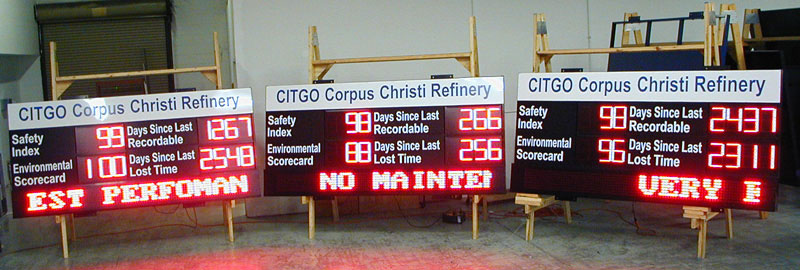 CITGO Corpus Christi Refinery
Safety Index 99 Days Since Last Recordable 1267
Environmental Scorecard 100 Days Since Last Lost Time 2548
EST PERFOMAN
CITGO Corpus Christi Refinery
Safety Index 98 Days Since Last Recordable 266
Environmental Scorecard 88 Days Since Last Lost Time 256
NO MAINTEN
CITGO Corpus Christi Refinery
Safety Index 98 Days Since Last Recordable 2437
Environmental Scorecard 96 Days Since Last Lost Time 2311
VERY